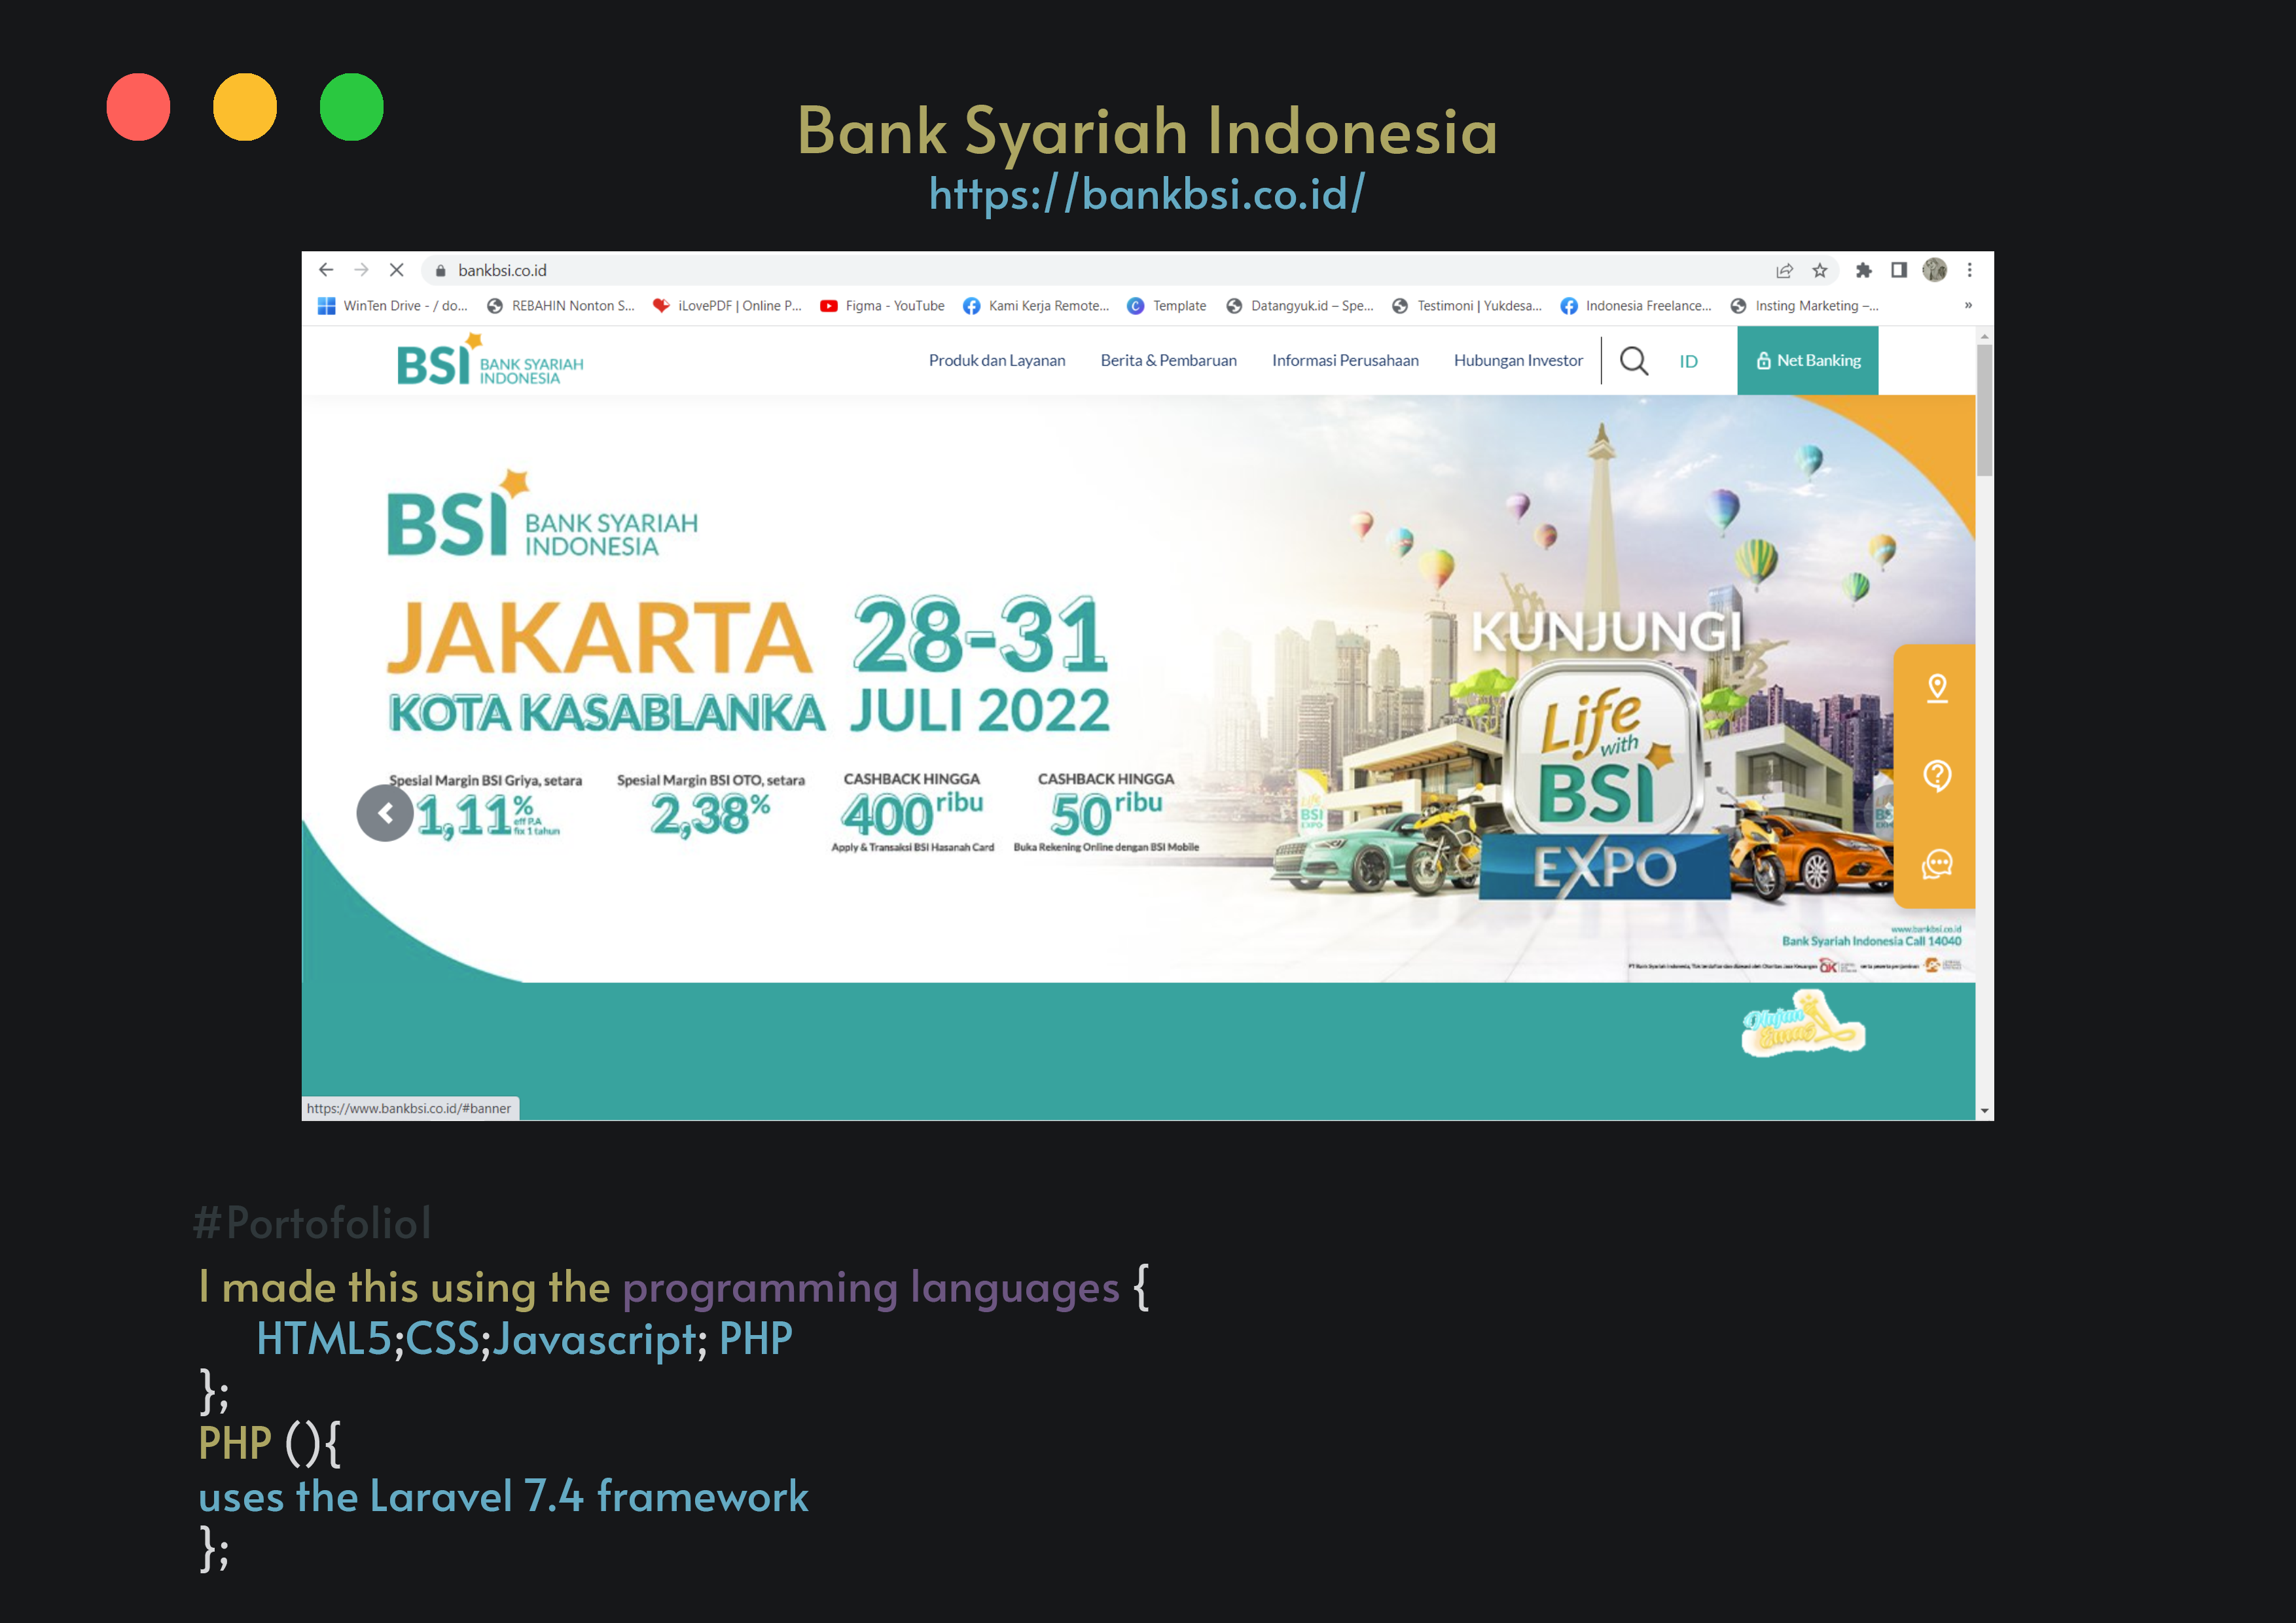 Bank Syariah Indonesia
https://bankbsi.co.id/
bankbsi.co.id
WinTen Drive - / do... REBAHIN Nonton S... iLovePDF | Online P... Figma - YouTube Kami Kerja Remote... Template Datangyuk.id – Spe... Testimoni | Yukdesa... Indonesia Freelance... Insting Marketing –... »
BSI BANK SYARIAH
INDONESIA
Produk dan Layanan Berita & Pembaruan Informasi Perusahaan Hubungan Investor ID Net Banking
BSI BANK SYARIAH
INDONESIA
JAKARTA 28-31
KOTA KASABLANKA JULI 2022
Spesial Margin BSI Griya, setara
1,11%
eff P.A
fix 1 tahun
Spesial Margin BSI OTO, setara
2,38%
CASHBACK HINGGA
400 ribu
Apply & Transaksi BSI Hasanah Card
CASHBACK HINGGA
50 ribu
Buka Rekening Online dengan BSI Mobile
KUNJUNGI
Life
with
BSI
EXPO
Life
BSI
EXPO
www.bankbsi.co.id
Bank Syariah Indonesia Call 14040
Hujan
Emas
https://www.bankbsi.co.id/#banner
#Portofolio1
I made this using the programming languages {
HTML5;CSS;Javascript; PHP
};
PHP (){
uses the Laravel 7.4 framework
};